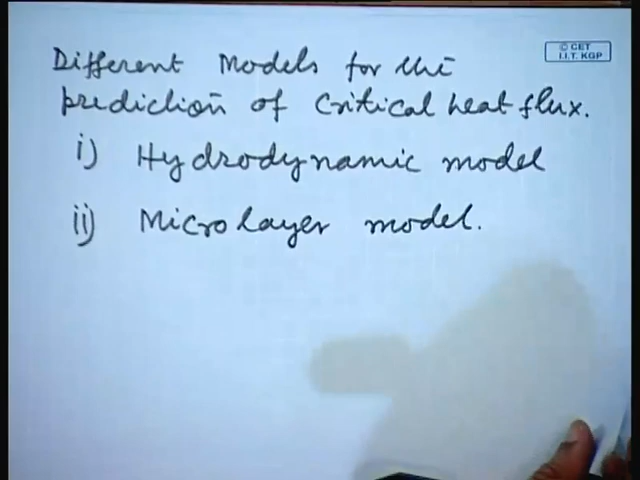 Different Models for the
© CET
I.I.T. KGP
prediction of critical heat flux.
i) Hydrodynamic model
ii) Microlayer model.